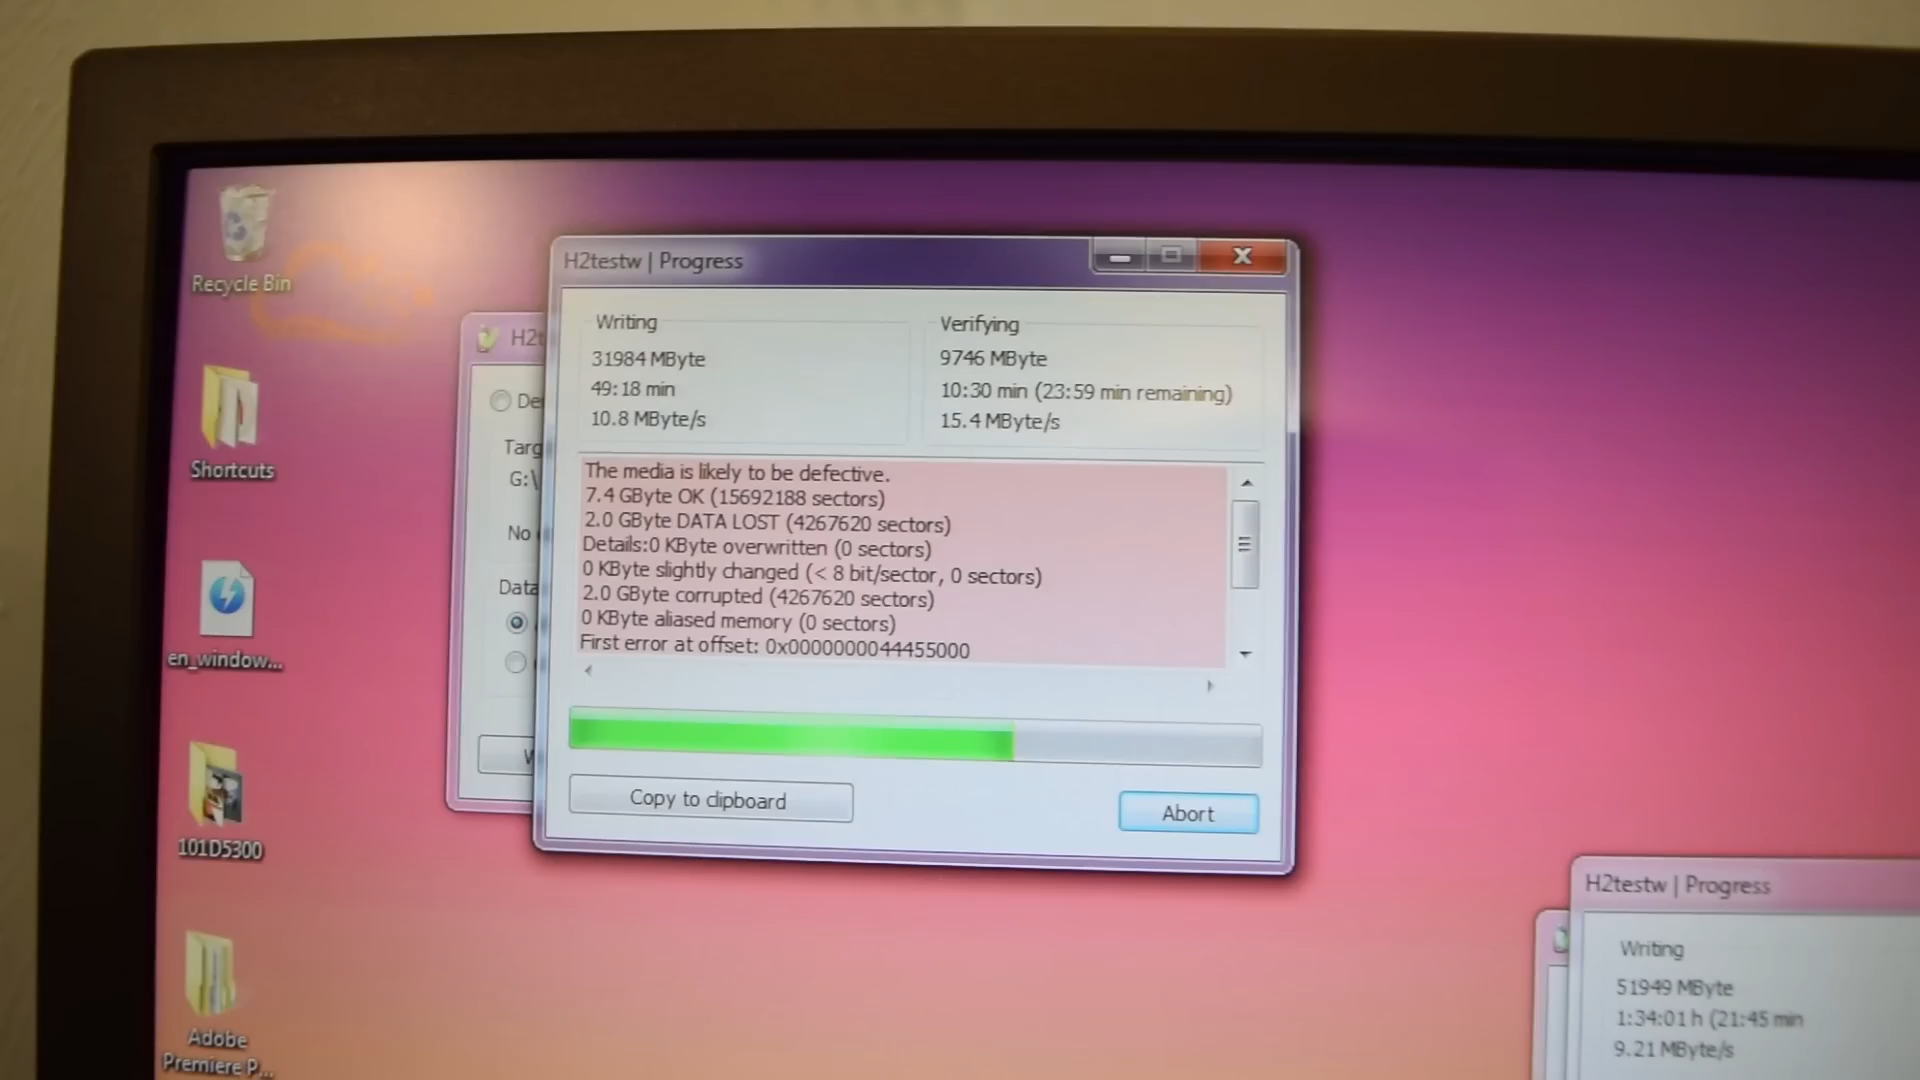 Recycle Bin
Shortcuts
en_window...
101D5300
Adobe
Premiere P...
H2t
De
Targ
G:\
No
Data
H2testw | Progress
Writing
31984 MByte
49:18 min
10.8 MByte/s
Verifying
9746 MByte
10:30 min (23:59 min remaining)
15.4 MByte/s
The media is likely to be defective.
7.4 GByte OK (15692188 sectors)
2.0 GByte DATA LOST (4267620 sectors)
Details:0 KByte overwritten (0 sectors)
0 KByte slightly changed (< 8 bit/sector, 0 sectors)
2.0 GByte corrupted (4267620 sectors)
0 KByte aliased memory (0 sectors)
First error at offset: 0x0000000044455000
Copy to clipboard
Abort
H2testw | Progress
Writing
51949 MByte
1:34:01 h (21:45 min
9.21 MByte/s